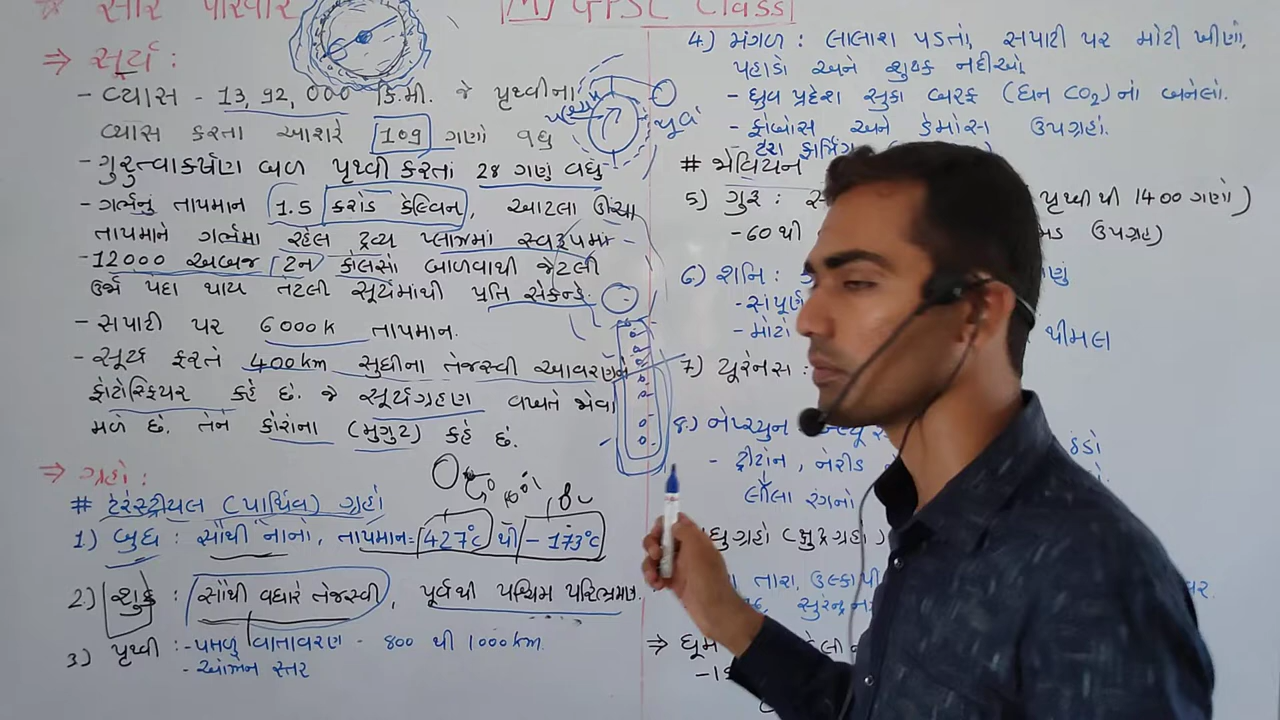 * સૌર પરિવાર
M) GPSC Class
⇒ સૂર્ય :
- વ્યાસ - 13,92,000 કિ.મી. જે પૃથ્વીના
વ્યાસ કરતા આશરે 109 ગણો વધુ
- ગુરુત્વાકર્ષણ બળ પૃથ્વી કરતાં 28 ગણું વધુ
- ગર્ભનું તાપમાન 1.5 કરોડ કેલ્વિન, આટલા ઊંચા
તાપમાને ગર્ભમા રહેલ દ્રવ્ય પ્લાઝમાં સ્વરૂપમાં
- 12000 અબજ ટન કોલસો બાળવાથી જેટલી
ઉર્જા પેદા થાય તેટલી સૂર્યમાંથી પ્રતિ સેકન્ડે
- સપાટી પર 6000K તાપમાન.
- સૂર્ય ફરતે 400km સુધીના તેજસ્વી આવરણને
ફોટોસ્ફિયર કહે છે. જે સૂર્યગ્રહણ વખતે જોવા
મળે છે. તેને કોરોના (મુગુટ) કહે છે.
⇒ ગ્રહો :
# ટેરેસ્ટ્રીયલ (પાર્થિવ) ગ્રહો
1) બુધ : સૌથી નાનો, તાપમાન = 427°C થી - 173°C
2) શુક્ર : સૌથી વધારે તેજસ્વી, પૂર્વથી પશ્ચિમ પરિભ્રમણ.
3) પૃથ્વી : - પાતળુ વાતાવરણ - 800 થી 1000km.
- ઓઝોન સ્તર
પશ્ચિમ
પૂર્વ
4) મંગળ : લાલાશ પડતો, સપાટી પર મોટી ખીણો,
પહાડો અને શુષ્ક નદીઓ.
- ધ્રુવ પ્રદેશ સુકા બરફ (ઘન CO₂) નો બનેલો.
- ફોબોસ અને ડેમોસ ઉપગ્રહો.
- ટેરા ફોર્મિંગ
# જોવિયન
5) ગુરુ : પૃથ્વી થી 1400 ગણો)
- 60 થી ઉપગ્રહ)
6) શનિ : ગણું
- સંપૂર્ણ
- મોટો
7) યુરેનસ :
8) નેપ્ચ્યુન ઠંડો
- ટ્રીટોન, નેરીડ
લીલા રંગનો
લઘુગ્રહો (ક્ષુદ્રગ્રહો)
તારા, ઉલ્કાપી
⇒ ધૂમ